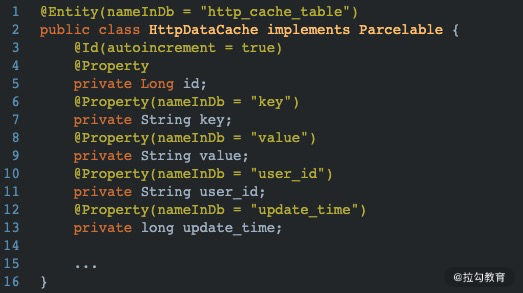 1 @Entity(nameInDb = "http_cache_table")
2 public class HttpDataCache implements Parcelable {
3     @Id(autoincrement = true)
4     @Property
5     private Long id;
6     @Property(nameInDb = "key")
7     private String key;
8     @Property(nameInDb = "value")
9     private String value;
10     @Property(nameInDb = "user_id")
11     private String user_id;
12     @Property(nameInDb = "update_time")
13     private long update_time;
14
15     ...
16 }
@拉勾教育